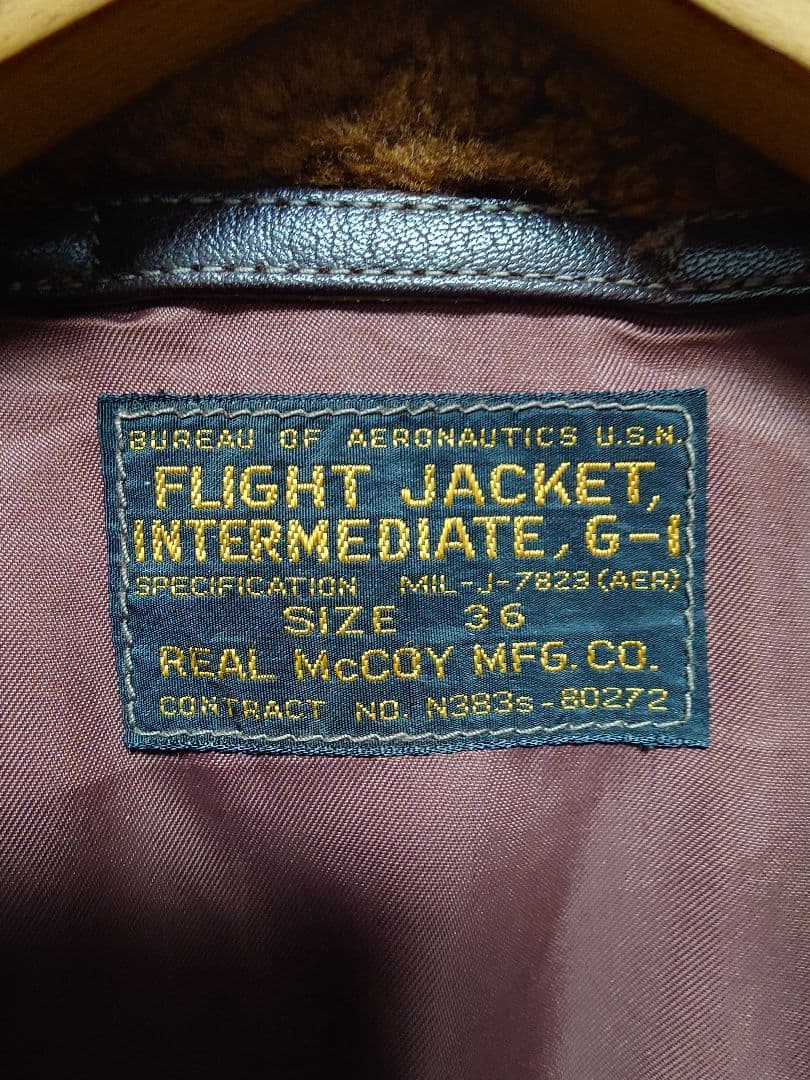 BUREAU OF AERONAUTICS U.S.N.
FLIGHT JACKET,
INTERMEDIATE, G-1
SPECIFICATION MIL-J-7823 (AER)
SIZE 36
REAL McCOY MFG. CO.
CONTRACT NO. N383s-80272